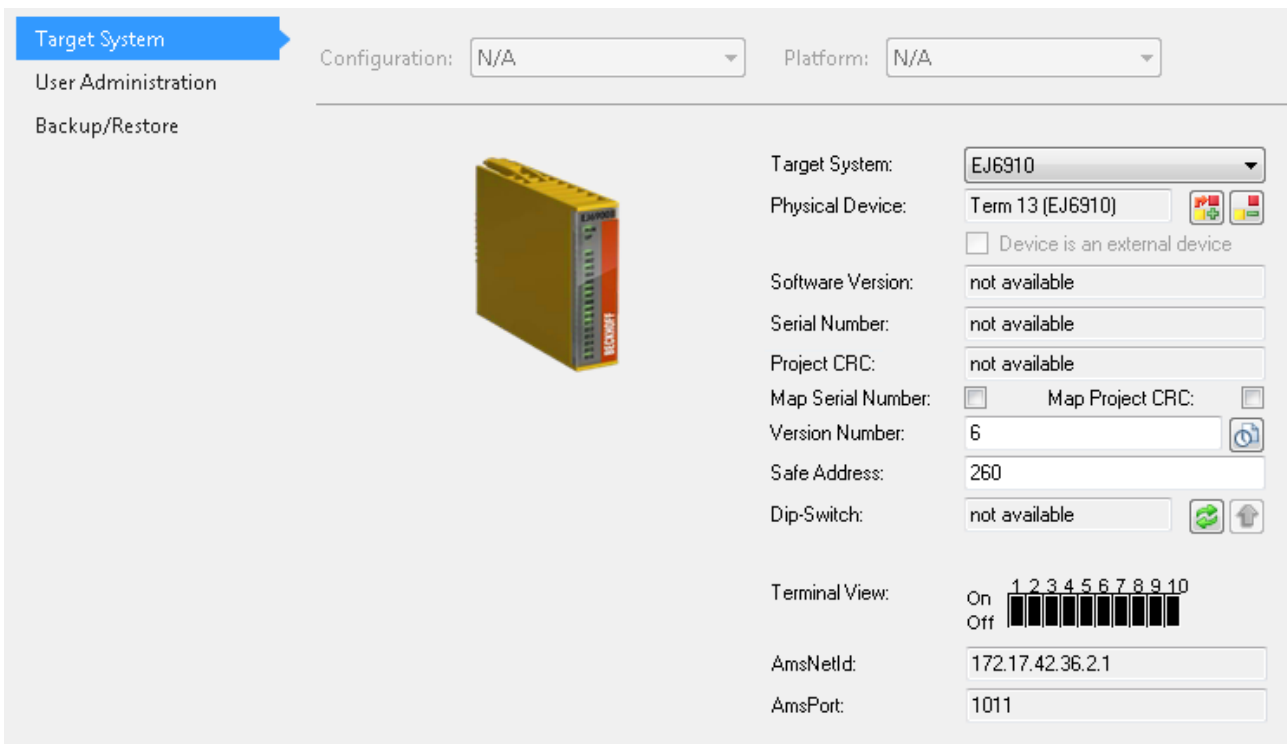 Target System
User Administration
Backup/Restore
Configuration: N/A Platform: N/A
EJ6900B
BECKHOFF
Target System: EJ6910
Physical Device: Term 13 (EJ6910)
Device is an external device
Software Version: not available
Serial Number: not available
Project CRC: not available
Map Serial Number: Map Project CRC:
Version Number: 6
Safe Address: 260
Dip-Switch: not available
Terminal View: On 1 2 3 4 5 6 7 8 9 10
Off
AmsNetId: 172.17.42.36.2.1
AmsPort: 1011